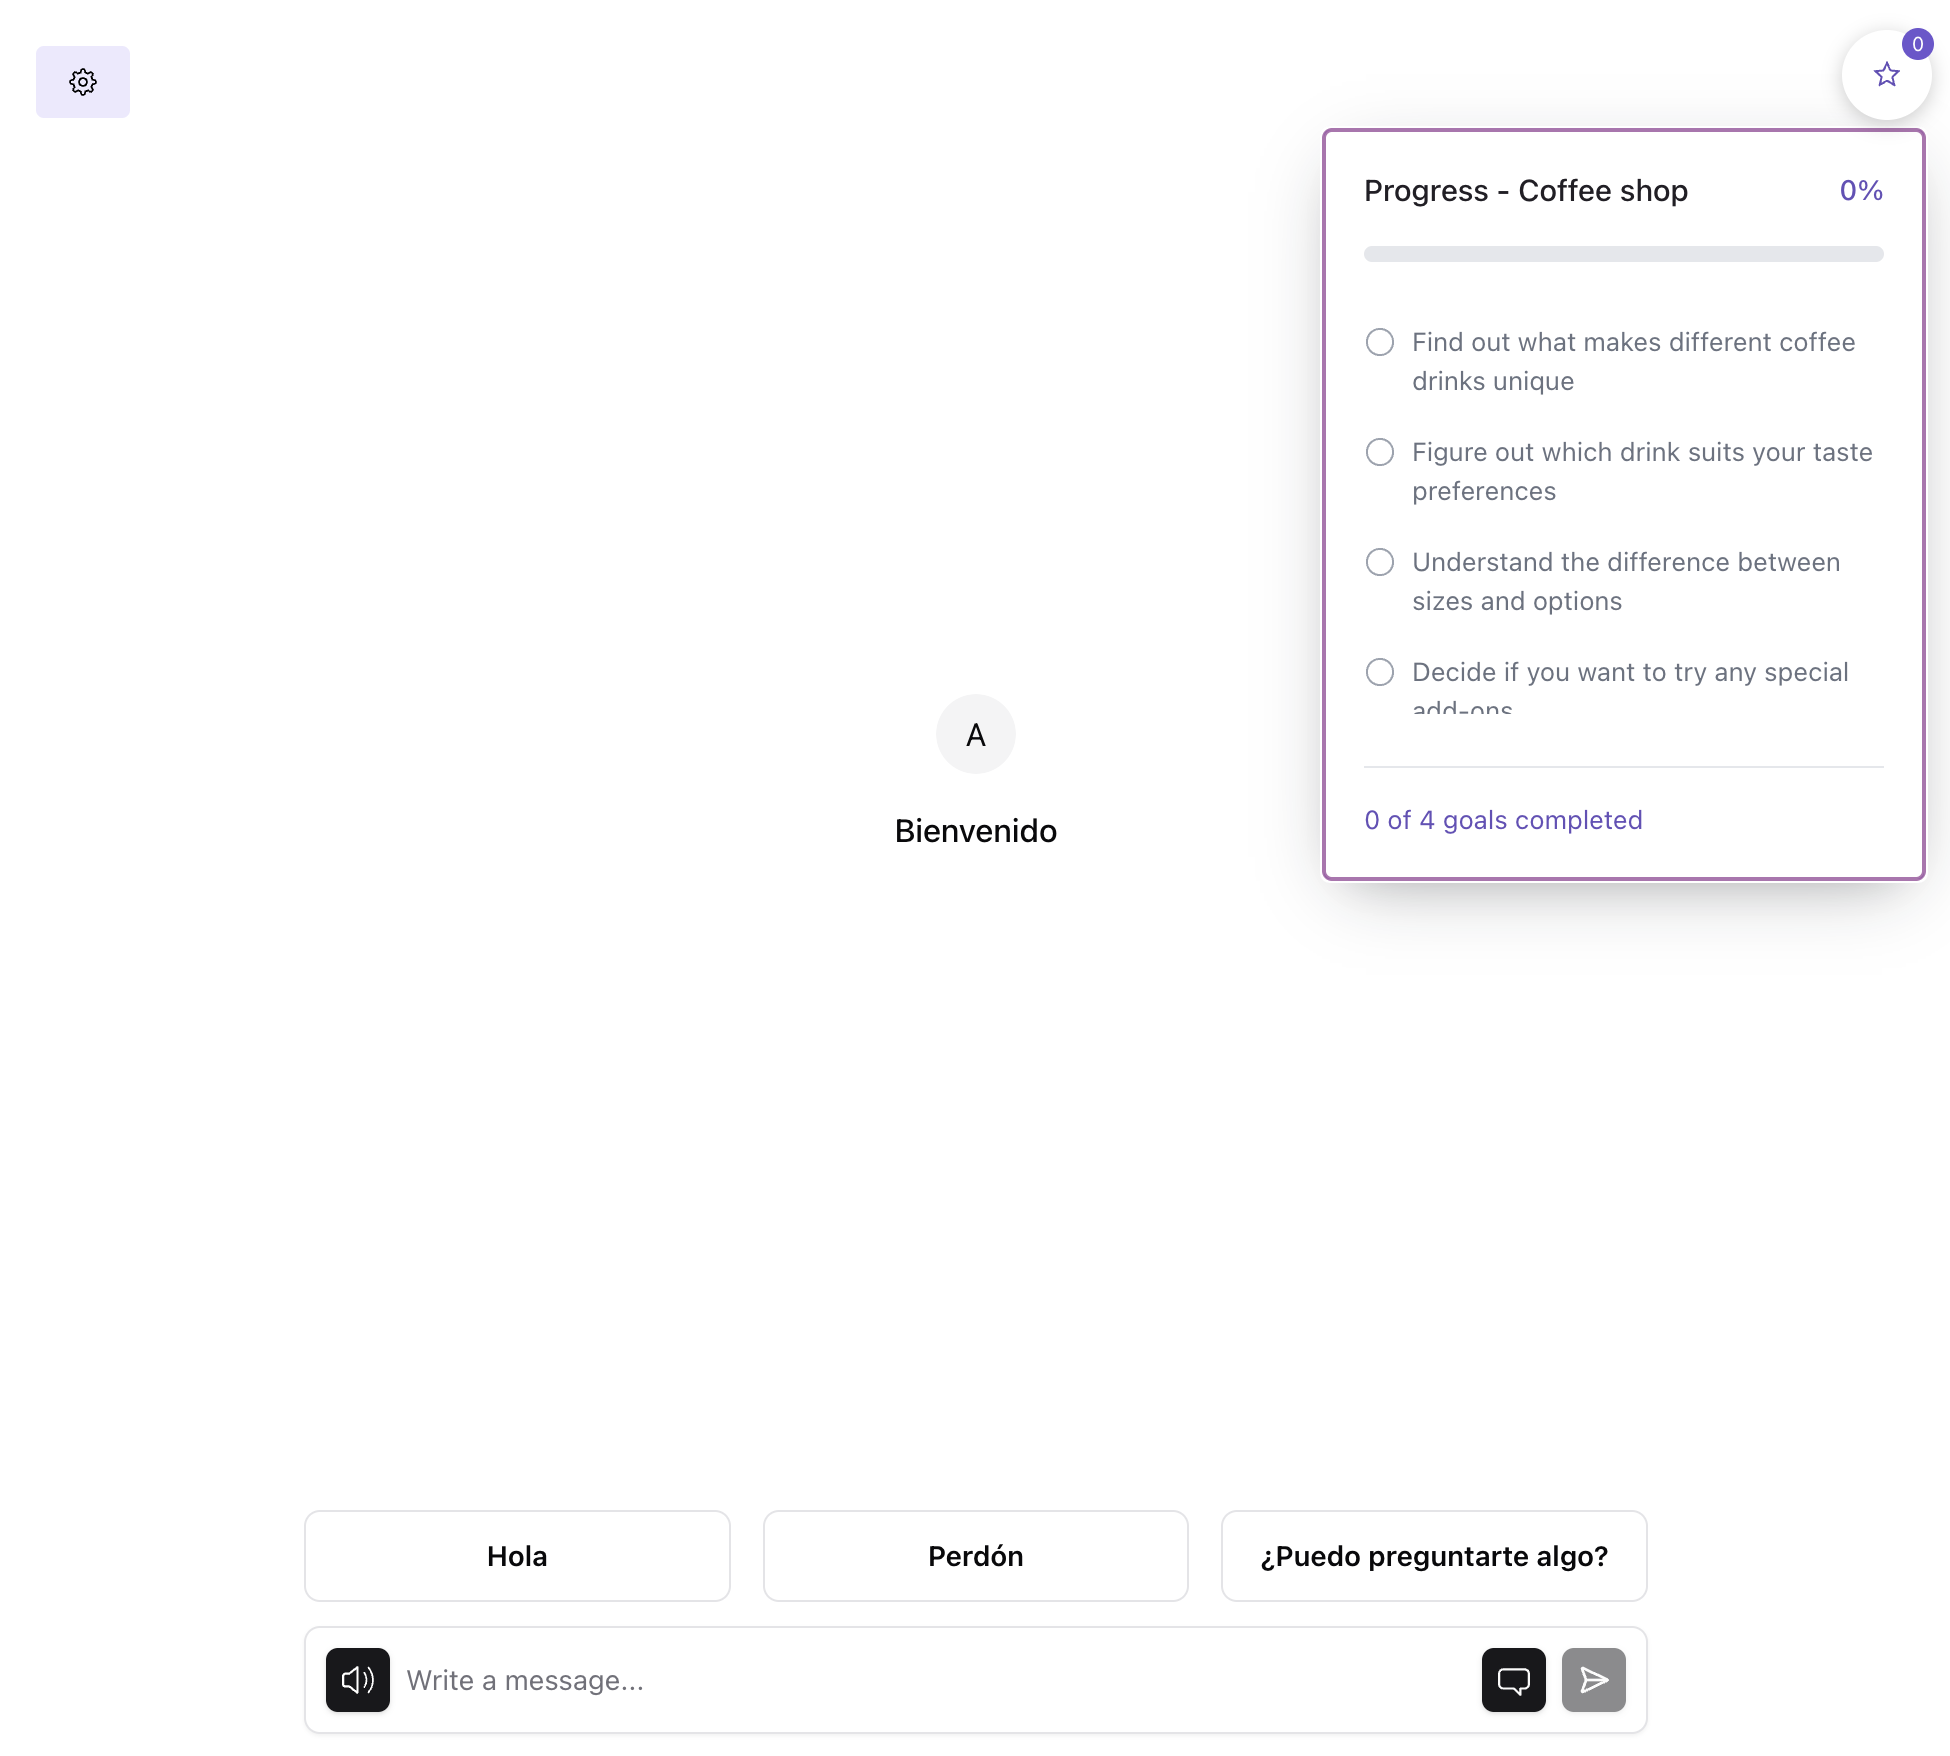 0
Progress - Coffee shop 0%
Find out what makes different coffee
drinks unique
Figure out which drink suits your taste
preferences
Understand the difference between
sizes and options
Decide if you want to try any special
add-ons
0 of 4 goals completed
A
Bienvenido
Hola
Perdón
¿Puedo preguntarte algo?
Write a message...